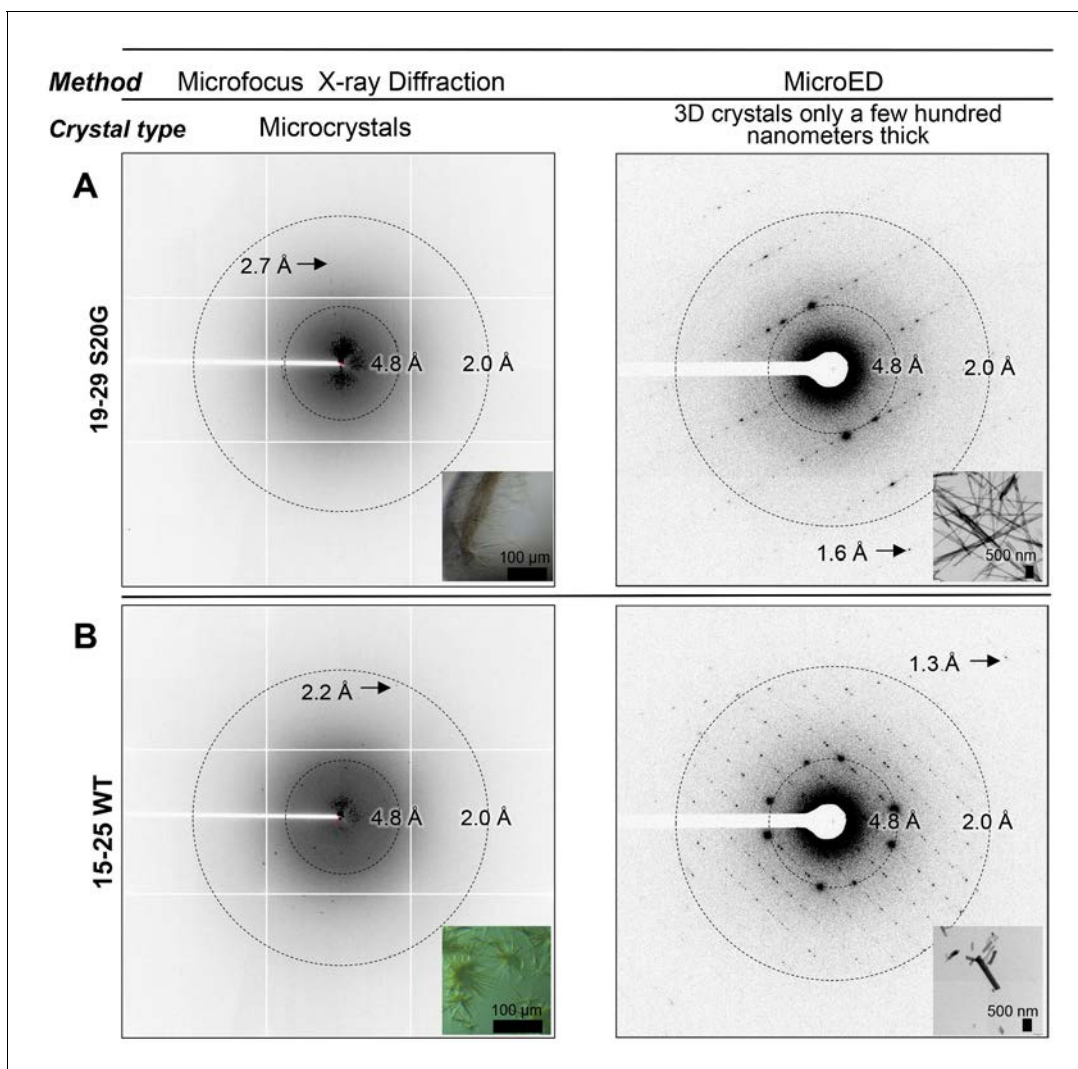 Method Microfocus X-ray Diffraction MicroED
Crystal type Microcrystals 3D crystals only a few hundred
nanometers thick
A
19-29 S20G
2.7 Å
4.8 Å 2.0 Å
100 µm
4.8 Å 2.0 Å
1.6 Å
500 nm
B
15-25 WT
2.2 Å
4.8 Å 2.0 Å
100 µm
1.3 Å
4.8 Å 2.0 Å
500 nm